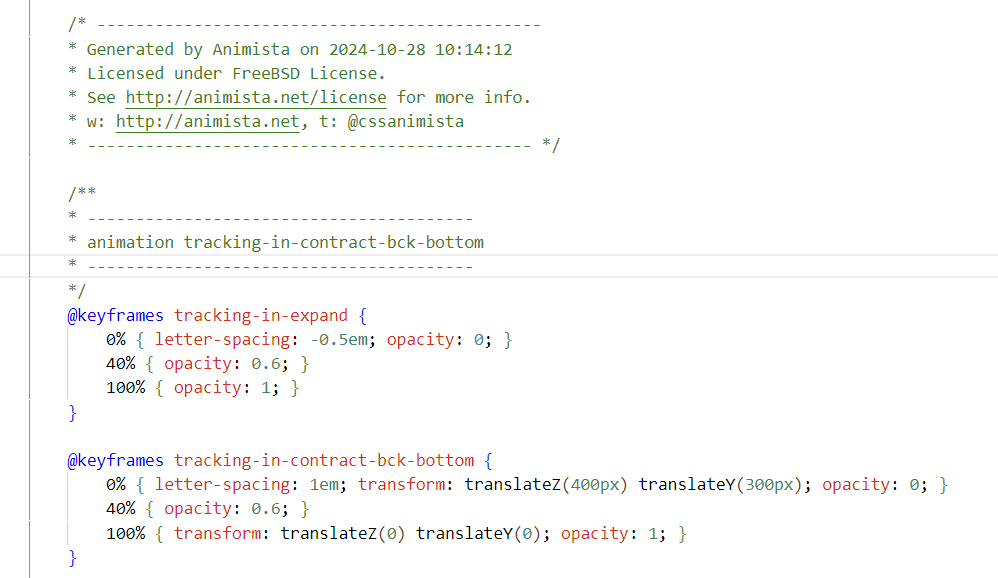 /* ----------------------------------------------
* Generated by Animista on 2024-10-28 10:14:12
* Licensed under FreeBSD License.
* See http://animista.net/license for more info.
* w: http://animista.net, t: @cssanimista
* ---------------------------------------------- */
/**
* ----------------------------------------
* animation tracking-in-contract-bck-bottom
* ----------------------------------------
*/
@keyframes tracking-in-expand {
0% { letter-spacing: -0.5em; opacity: 0; }
40% { opacity: 0.6; }
100% { opacity: 1; }
}
@keyframes tracking-in-contract-bck-bottom {
0% { letter-spacing: 1em; transform: translateZ(400px) translateY(300px); opacity: 0; }
40% { opacity: 0.6; }
100% { transform: translateZ(0) translateY(0); opacity: 1; }
}